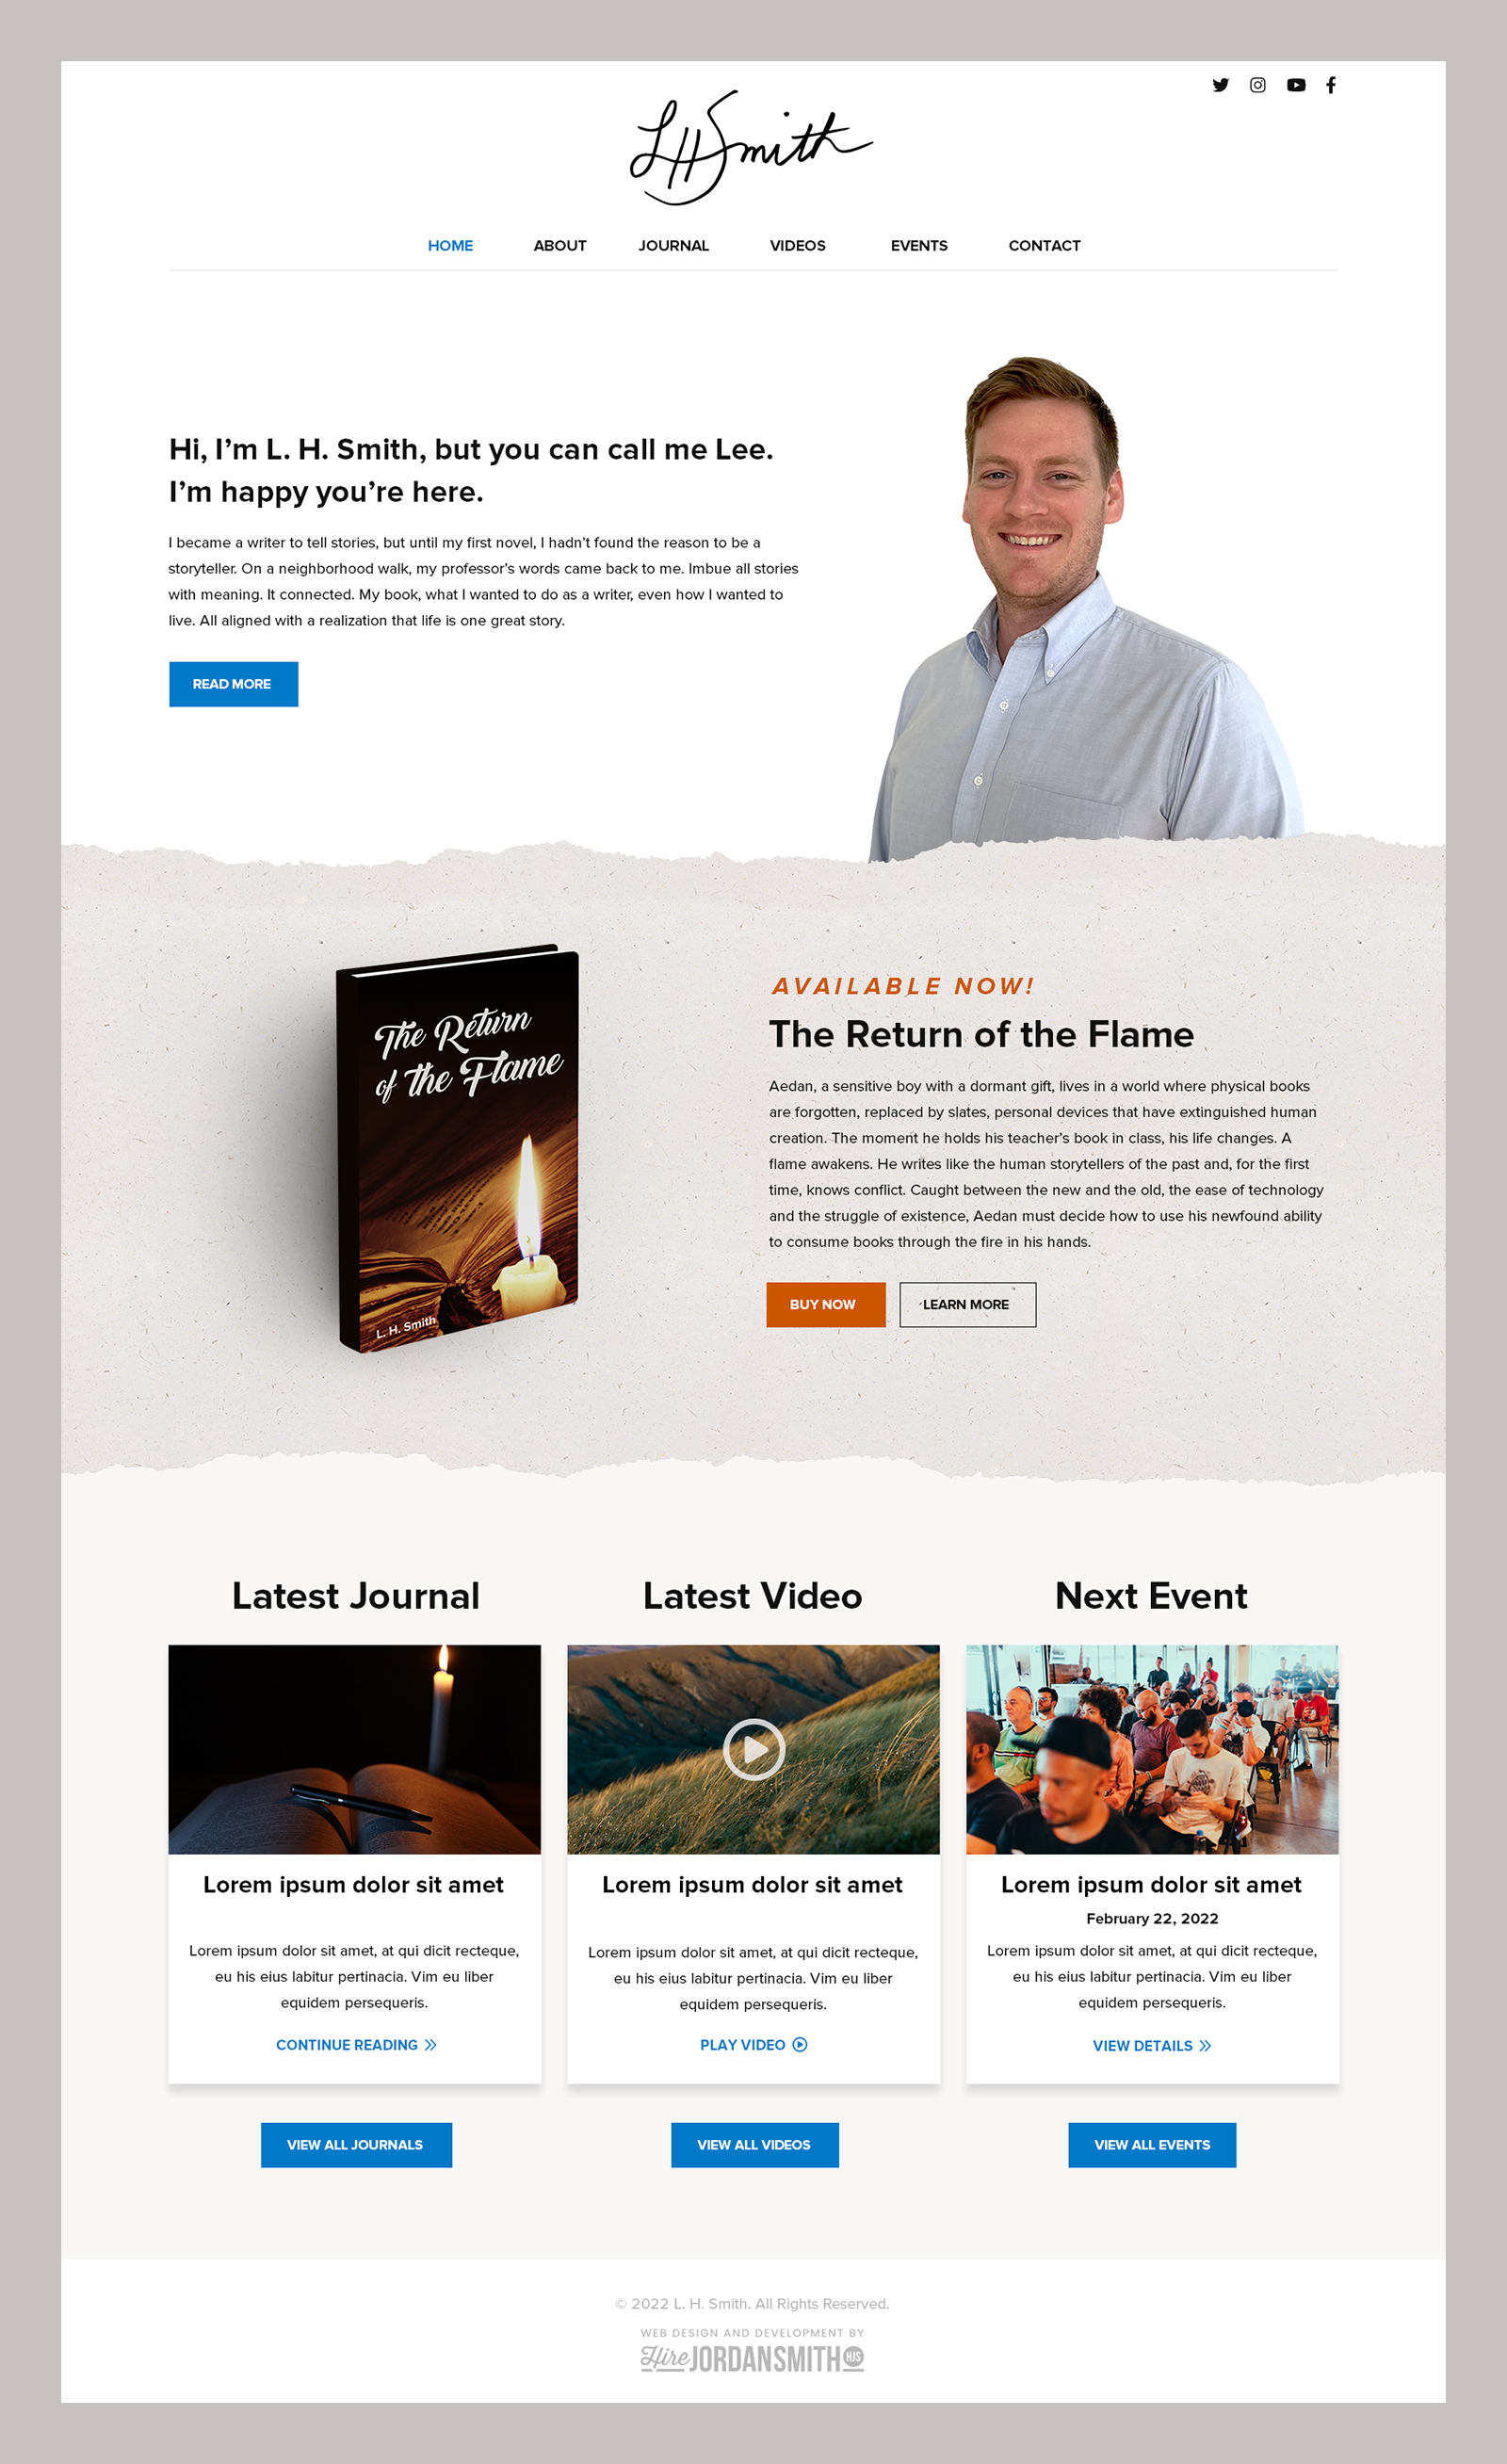 LHSmith
HOME ABOUT JOURNAL VIDEOS EVENTS CONTACT
Hi, I’m L. H. Smith, but you can call me Lee.
I’m happy you’re here.
I became a writer to tell stories, but until my first novel, I hadn’t found the reason to be a
storyteller. On a neighborhood walk, my professor’s words came back to me. Imbue all stories
with meaning. It connected. My book, what I wanted to do as a writer, even how I wanted to
live. All aligned with a realization that life is one great story.
READ MORE
The Return
of the Flame
L. H. Smith
AVAILABLE NOW!
The Return of the Flame
Aedan, a sensitive boy with a dormant gift, lives in a world where physical books
are forgotten, replaced by slates, personal devices that have extinguished human
creation. The moment he holds his teacher’s book in class, his life changes. A
flame awakens. He writes like the human storytellers of the past and, for the first
time, knows conflict. Caught between the new and the old, the ease of technology
and the struggle of existence, Aedan must decide how to use his newfound ability
to consume books through the fire in his hands.
BUY NOW LEARN MORE
Latest Journal
Lorem ipsum dolor sit amet
Lorem ipsum dolor sit amet, at qui dicit recteque,
eu his eius labitur pertinacia. Vim eu liber
equidem persequeris.
CONTINUE READING
VIEW ALL JOURNALS
Latest Video
Lorem ipsum dolor sit amet
Lorem ipsum dolor sit amet, at qui dicit recteque,
eu his eius labitur pertinacia. Vim eu liber
equidem persequeris.
PLAY VIDEO
VIEW ALL VIDEOS
Next Event
Lorem ipsum dolor sit amet
February 22, 2022
Lorem ipsum dolor sit amet, at qui dicit recteque,
eu his eius labitur pertinacia. Vim eu liber
equidem persequeris.
VIEW DETAILS
VIEW ALL EVENTS
© 2022 L. H. Smith. All Rights Reserved.
WEB DESIGN AND DEVELOPMENT BY
Hire JORDANSMITH HJS